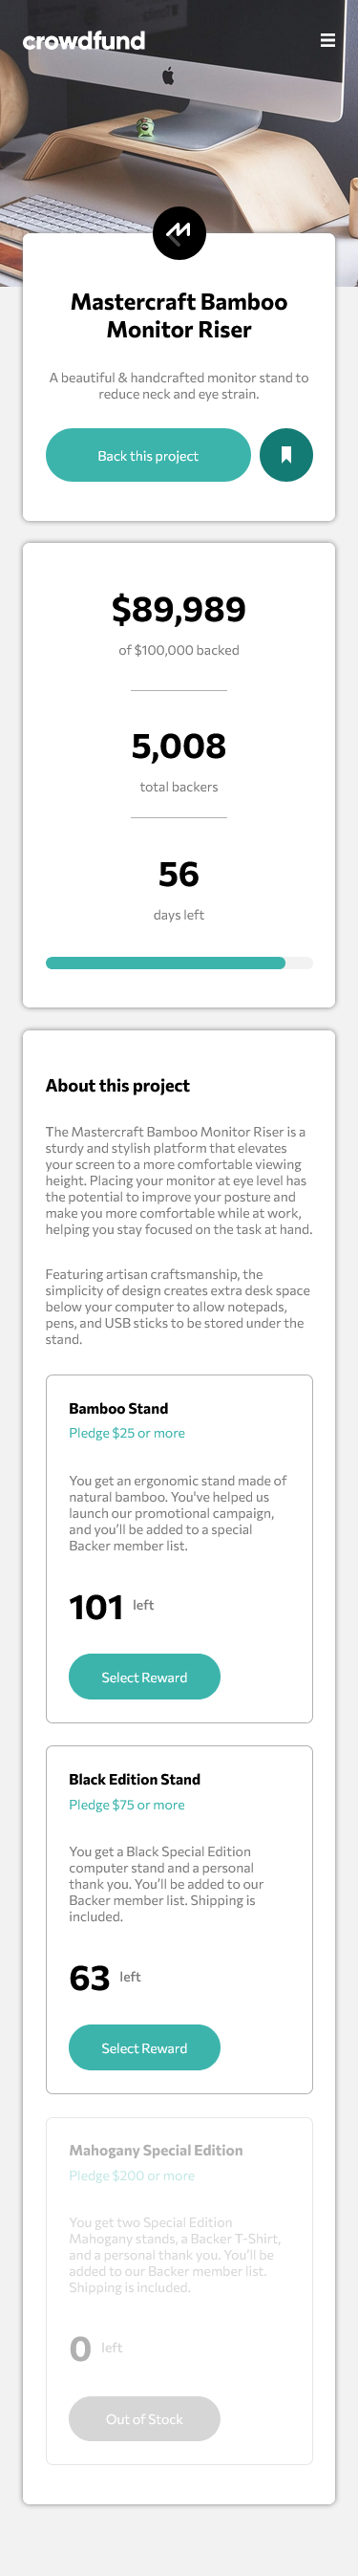 crowdfund
Mastercraft Bamboo
Monitor Riser
A beautiful & handcrafted monitor stand to
reduce neck and eye strain.
Back this project
$89,989
of $100,000 backed
5,008
total backers
56
days left
About this project
The Mastercraft Bamboo Monitor Riser is a
sturdy and stylish platform that elevates
your screen to a more comfortable viewing
height. Placing your monitor at eye level has
the potential to improve your posture and
make you more comfortable while at work,
helping you stay focused on the task at hand.
Featuring artisan craftsmanship, the
simplicity of design creates extra desk space
below your computer to allow notepads,
pens, and USB sticks to be stored under the
stand.
Bamboo Stand
Pledge $25 or more
You get an ergonomic stand made of
natural bamboo. You've helped us
launch our promotional campaign,
and you’ll be added to a special
Backer member list.
101 left
Select Reward
Black Edition Stand
Pledge $75 or more
You get a Black Special Edition
computer stand and a personal
thank you. You’ll be added to our
Backer member list. Shipping is
included.
63 left
Select Reward
Mahogany Special Edition
Pledge $200 or more
You get two Special Edition
Mahogany stands, a Backer T-Shirt,
and a personal thank you. You’ll be
added to our Backer member list.
Shipping is included.
0 left
Out of Stock